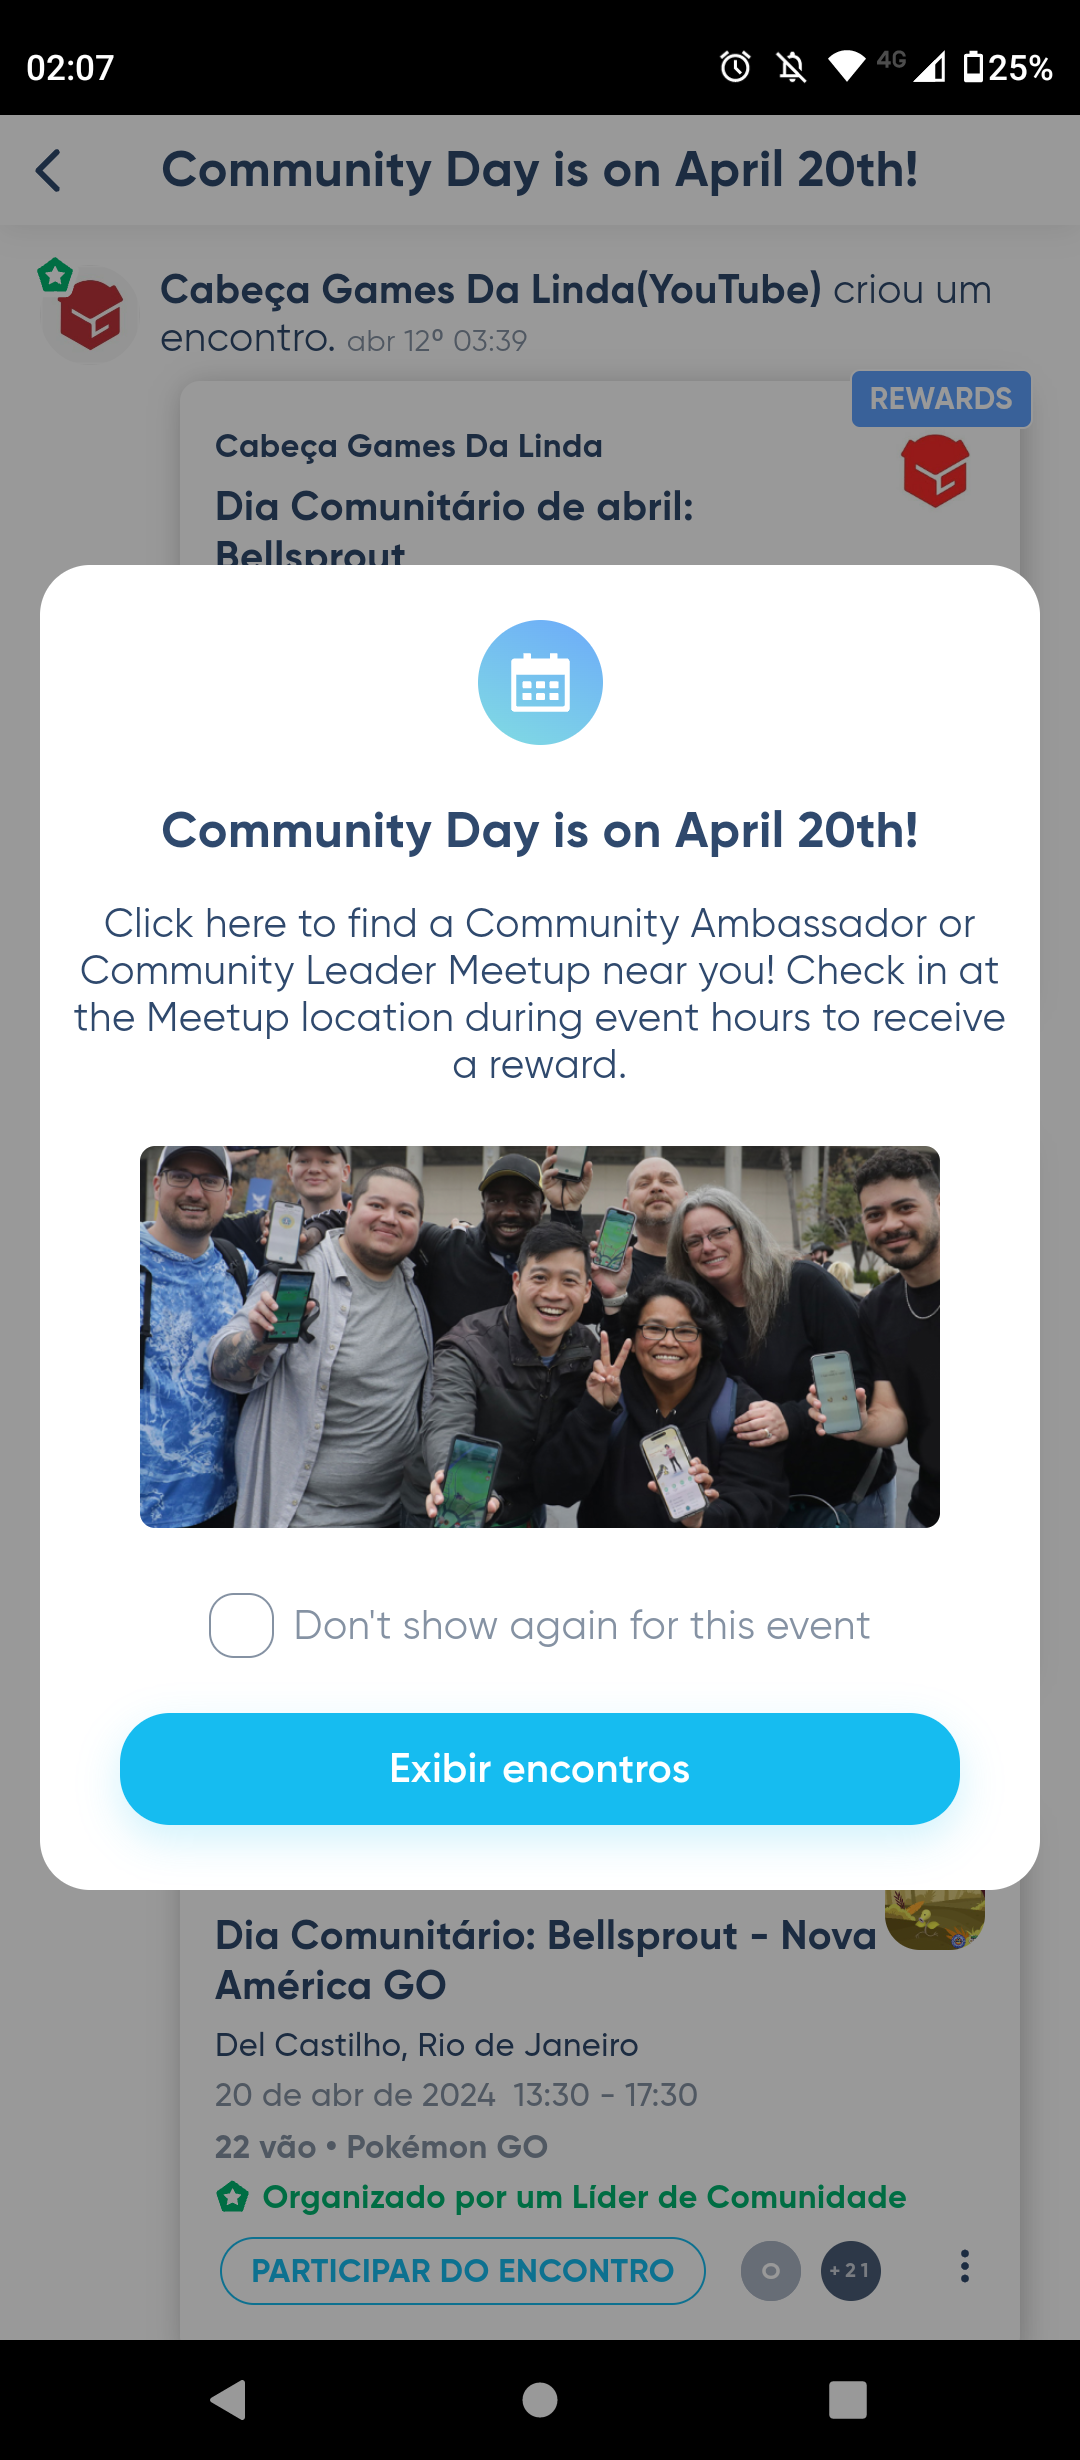 02:07
4G
25%
Community Day is on April 20th!
Cabeça Games Da Linda(YouTube) criou um
encontro. abr 12º 03:39
REWARDS
Cabeça Games Da Linda
Dia Comunitário de abril:
Bellsprout
Community Day is on April 20th!
Click here to find a Community Ambassador or
Community Leader Meetup near you! Check in at
the Meetup location during event hours to receive
a reward.
Don't show again for this event
Exibir encontros
Dia Comunitário: Bellsprout - Nova
América GO
Del Castilho, Rio de Janeiro
20 de abr de 2024 13:30 - 17:30
22 vão • Pokémon GO
Organizado por um Líder de Comunidade
PARTICIPAR DO ENCONTRO
O
+21